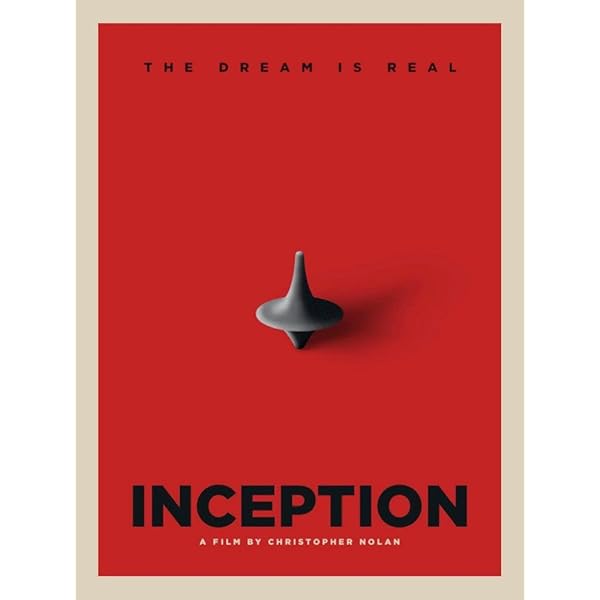 THE DREAM IS REAL
INCEPTION
A FILM BY CHRISTOPHER NOLAN